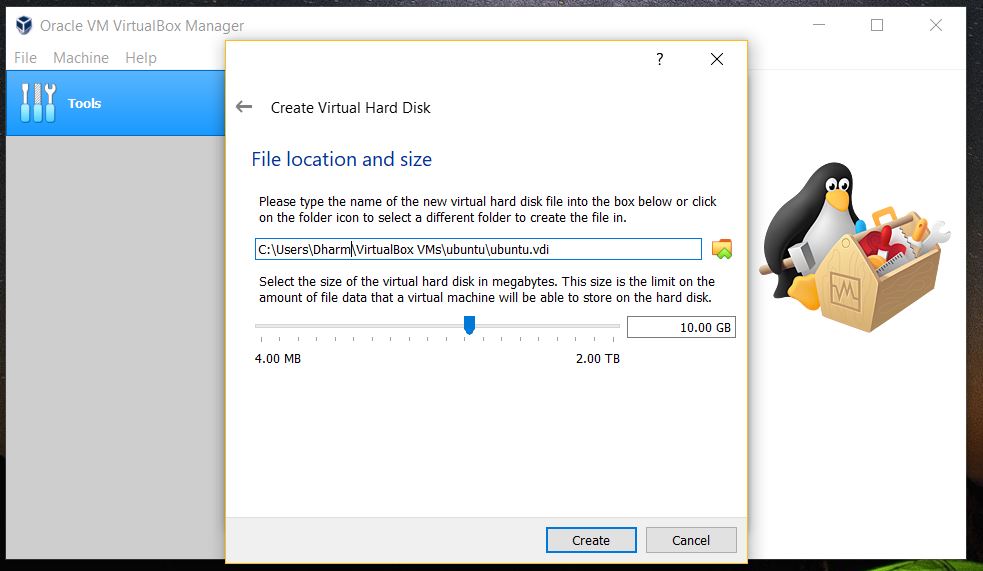 Oracle VM VirtualBox Manager
File Machine Help
Tools
?
Create Virtual Hard Disk
File location and size
Please type the name of the new virtual hard disk file into the box below or click
on the folder icon to select a different folder to create the file in.
C:\Users\Dharm\VirtualBox VMs\ubuntu\ubuntu.vdi
Select the size of the virtual hard disk in megabytes. This size is the limit on the
amount of file data that a virtual machine will be able to store on the hard disk.
10.00 GB
4.00 MB 2.00 TB
Create Cancel